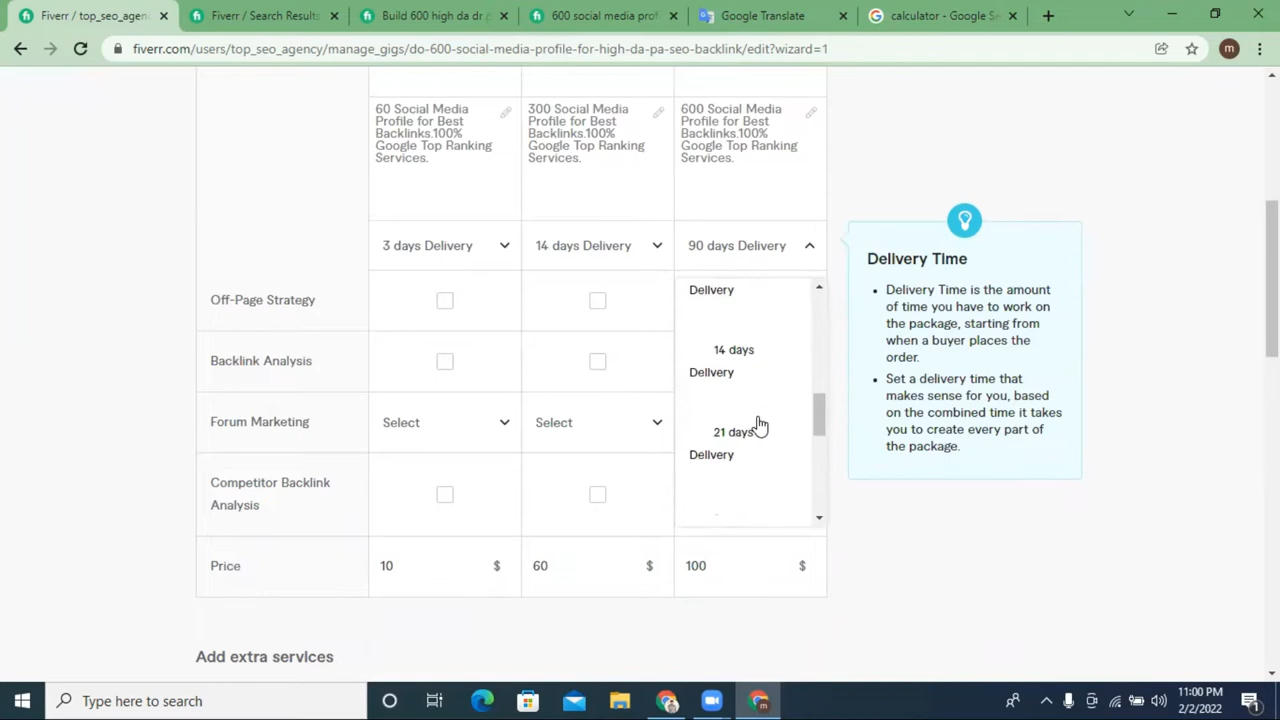 Fiverr / top_seo_agenc
Fiverr / Search Results
Build 600 high da dr p
600 social media prof
Google Translate
calculator - Google Se
fiverr.com/users/top_seo_agency/manage_gigs/do-600-social-media-profile-for-high-da-pa-seo-backlink/edit?wizard=1
m
60 Social Media
Profile for Best
Backlinks.100%
Google Top Ranking
Services.
300 Social Media
Profile for Best
Backlinks.100%
Google Top Ranking
Services.
600 Social Media
Profile for Best
Backlinks.100%
Google Top Ranking
Services.
3 days Delivery
14 days Delivery
90 days Delivery
Delivery
14 days
Delivery
21 days
Delivery
Off-Page Strategy
Backlink Analysis
Forum Marketing
Select
Select
Competitor Backlink
Analysis
Price
10 $
60 $
100 $
Delivery Time
• Delivery Time is the amount
of time you have to work on
the package, starting from
when a buyer places the
order.
• Set a delivery time that
makes sense for you, based
on the combined time it takes
you to create every part of
the package.
Add extra services
Type here to search
11:00 PM
2/2/2022
1